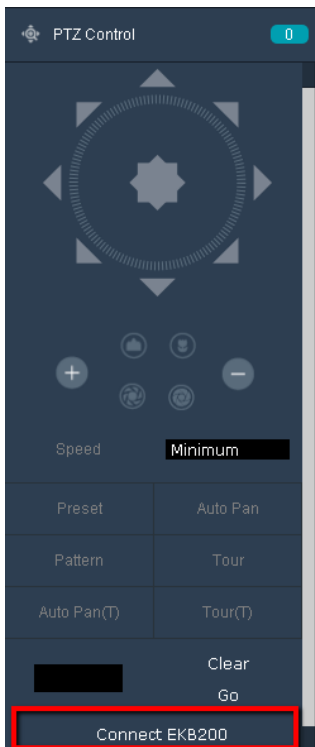 PTZ Control 0
Speed Minimum
Preset Auto Pan
Pattern Tour
Auto Pan(T) Tour(T)
Clear
Go
Connect EKB200